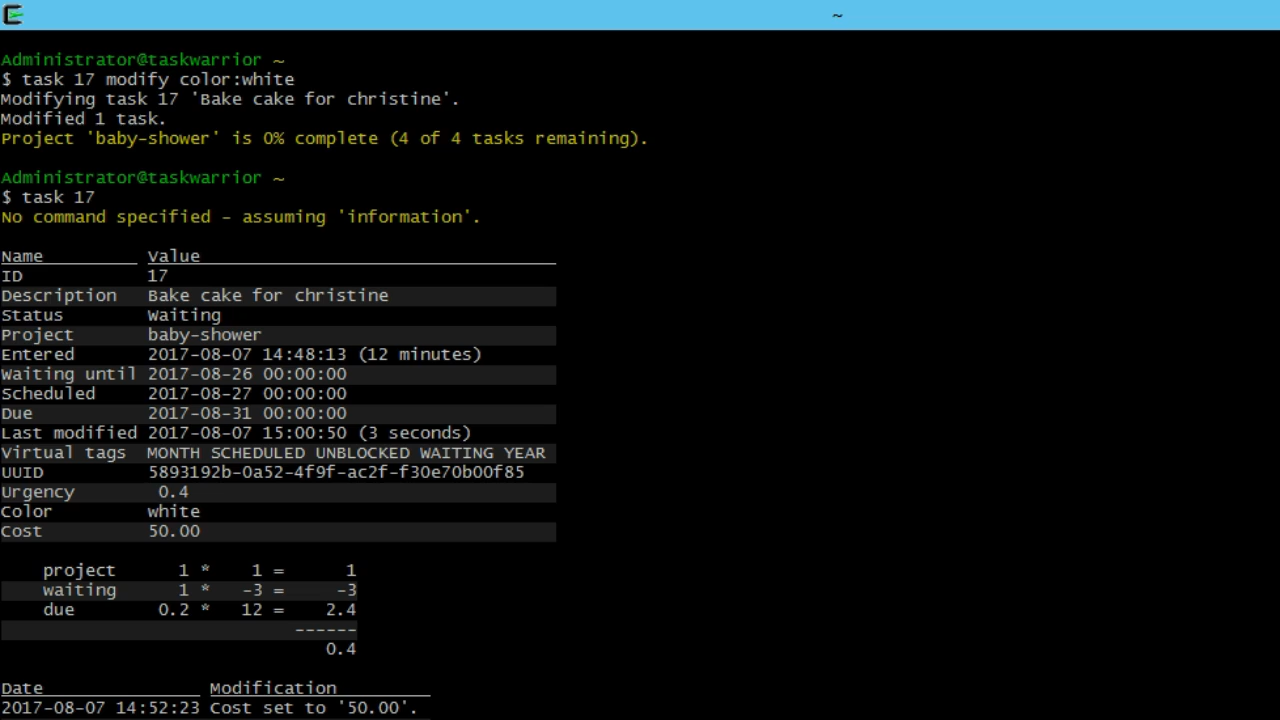 ~
Administrator@taskwarrior ~
$ task 17 modify color:white
Modifying task 17 'Bake cake for christine'.
Modified 1 task.
Project 'baby-shower' is 0% complete (4 of 4 tasks remaining).
Administrator@taskwarrior ~
$ task 17
No command specified - assuming 'information'.
Name Value
ID 17
Description Bake cake for christine
Status Waiting
Project baby-shower
Entered 2017-08-07 14:48:13 (12 minutes)
Waiting until 2017-08-26 00:00:00
Scheduled 2017-08-27 00:00:00
Due 2017-08-31 00:00:00
Last modified 2017-08-07 15:00:50 (3 seconds)
Virtual tags MONTH SCHEDULED UNBLOCKED WAITING YEAR
UUID 5893192b-0a52-4f9f-ac2f-f30e70b00f85
Urgency 0.4
Color white
Cost 50.00
project 1 * 1 = 1
waiting 1 * -3 = -3
due 0.2 * 12 = 2.4
------
0.4
Date Modification
2017-08-07 14:52:23 Cost set to '50.00'.